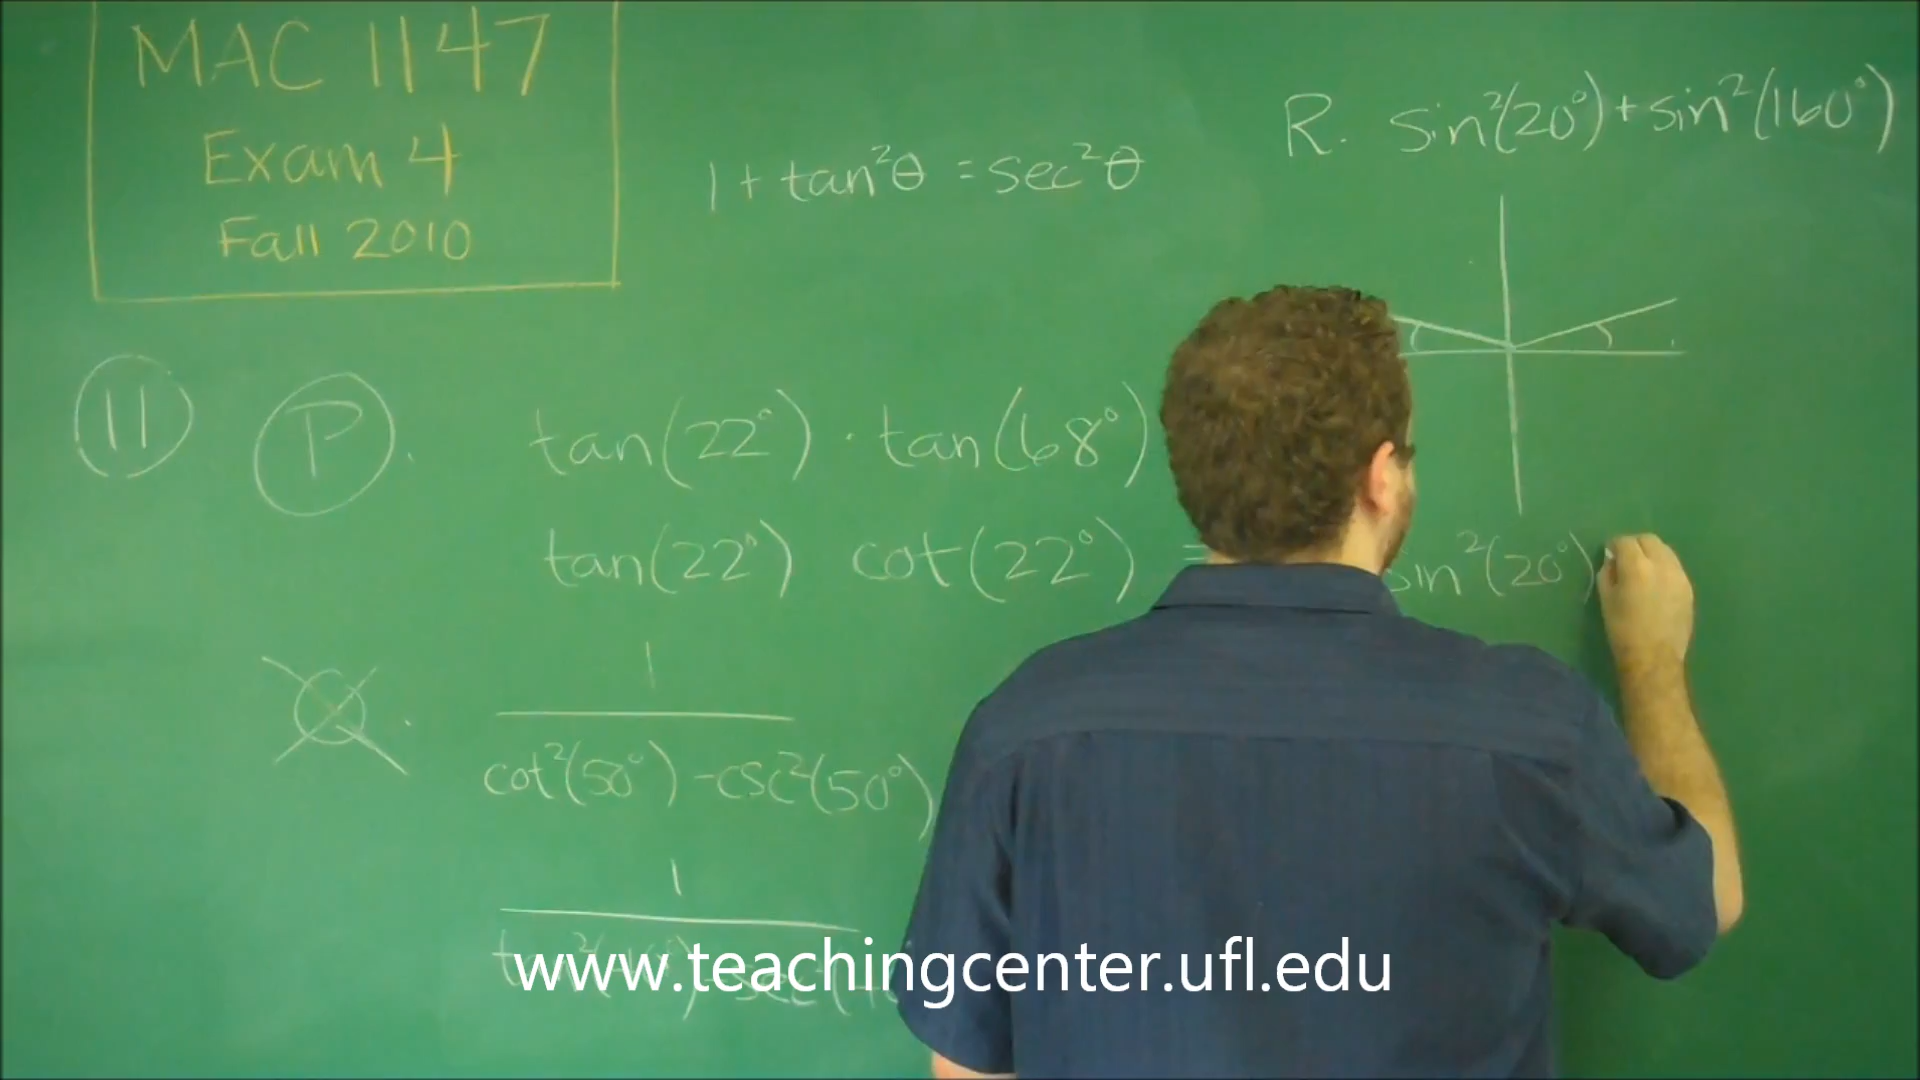 MAC 1147
Exam 4
Fall 2010
1 + tan²θ = sec²θ
R. sin²(20°) + sin²(160°)
11 P. tan(22°) · tan(68°)
tan(22°) cot(22°) =
sin²(20°)
Q. 1
cot²(50°) - csc²(50°)
1
www.teachingcenter.ufl.edu